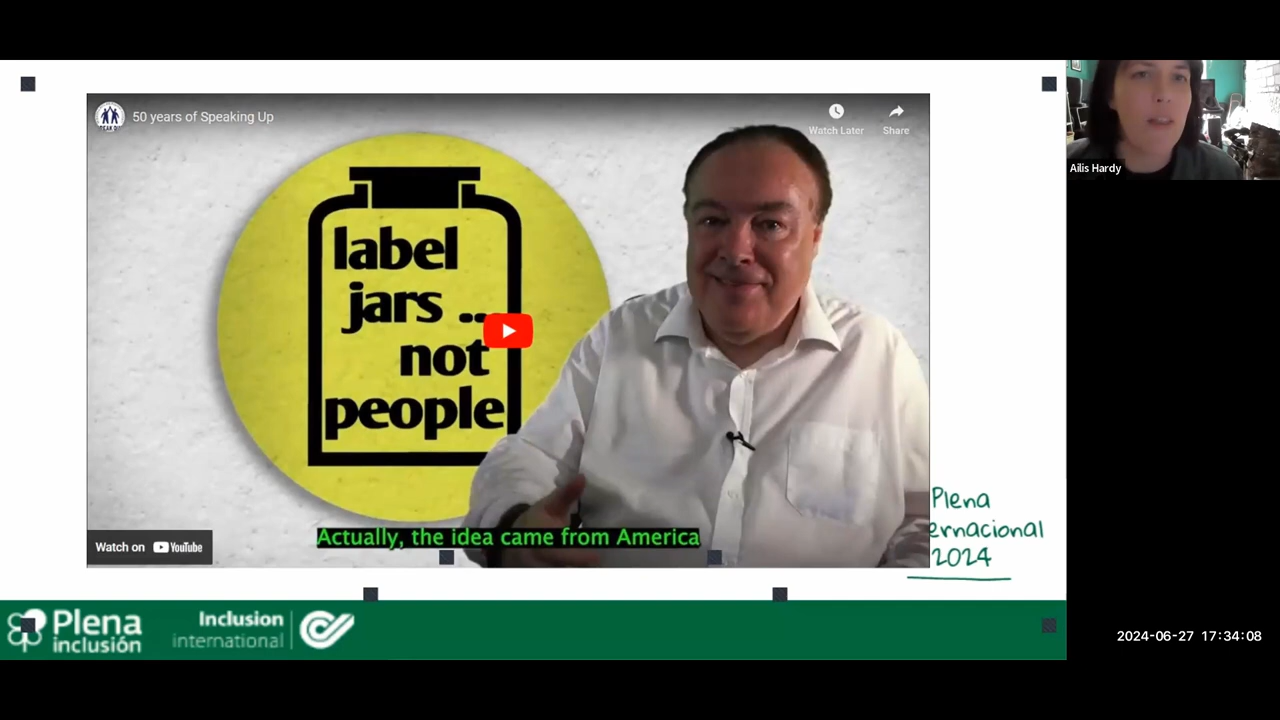 50 years of Speaking Up
Watch Later
Share
Ailis Hardy
label
jars ..
not
people
Actually, the idea came from America
Watch on YouTube
Plena
ernacional
2024
Plena
inclusión
Inclusion
international
2024-06-27 17:34:08